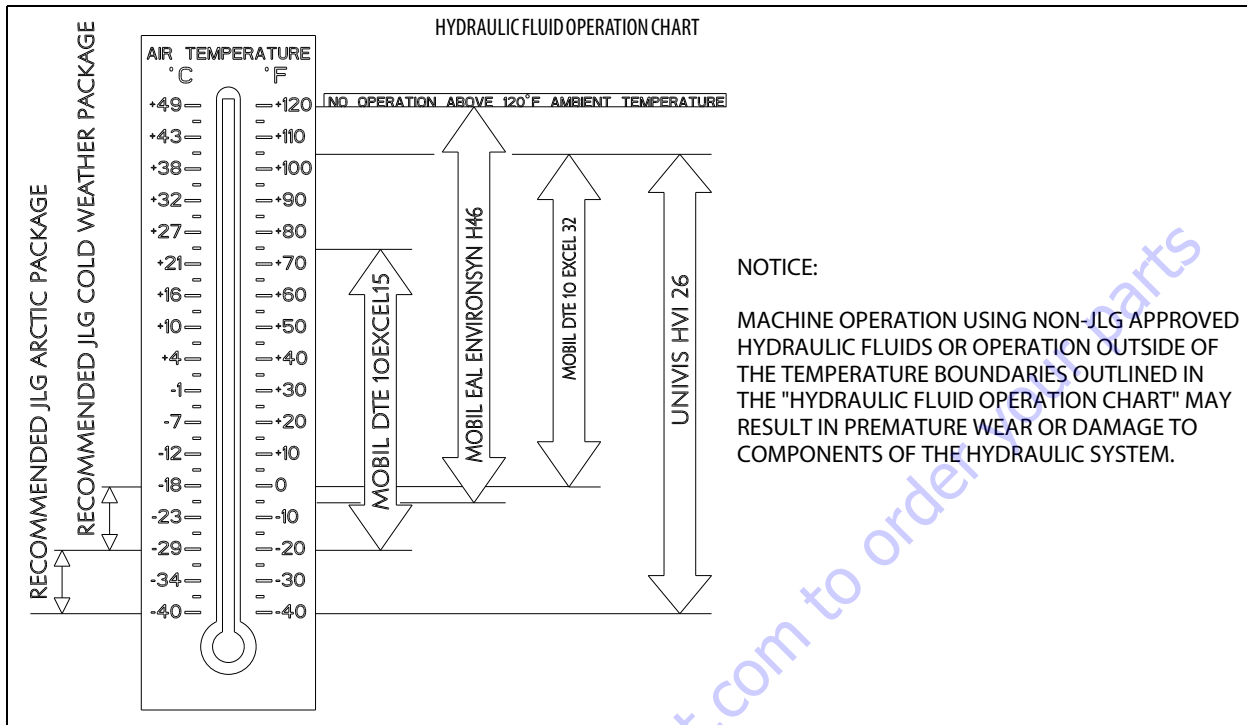 HYDRAULIC FLUID OPERATION CHART
AIR TEMPERATURE
°C °F
+49 +120
+43 +110
+38 +100
+32 +90
+27 +80
+21 +70
+16 +60
+10 +50
+4 +40
-1 +30
-7 +20
-12 +10
-18 0
-23 -10
-29 -20
-34 -30
-40 -40
NO OPERATION ABOVE 120°F AMBIENT TEMPERATURE
RECOMMENDED JLG ARCTIC PACKAGE
RECOMMENDED JLG COLD WEATHER PACKAGE
MOBIL DTE 10EXCEL15
MOBIL EAL ENVIRONSYN H46
MOBIL DTE 10 EXCEL 32
UNIVIS HVI 26
NOTICE:
MACHINE OPERATION USING NON-JLG APPROVED
HYDRAULIC FLUIDS OR OPERATION OUTSIDE OF
THE TEMPERATURE BOUNDARIES OUTLINED IN
THE "HYDRAULIC FLUID OPERATION CHART" MAY
RESULT IN PREMATURE WEAR OR DAMAGE TO
COMPONENTS OF THE HYDRAULIC SYSTEM.
t.com to order your parts